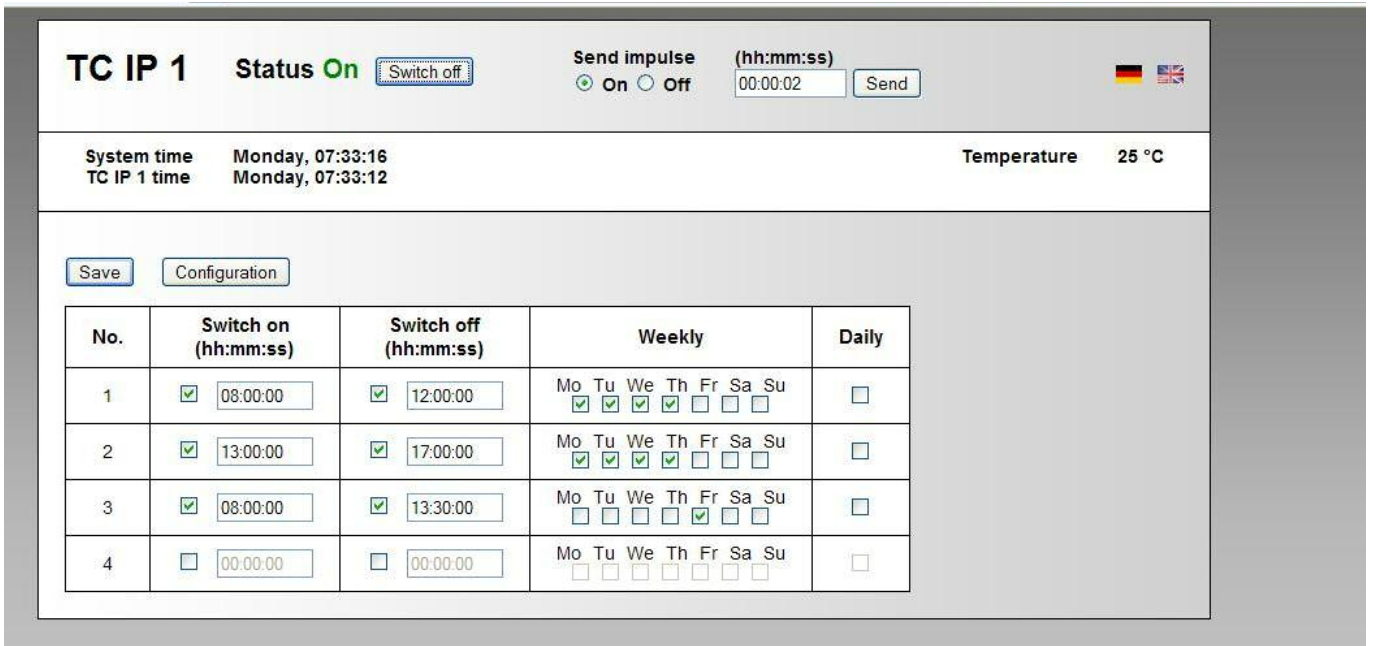 TC IP 1 Status On Switch off Send impulse (hh:mm:ss)
On Off 00:00:02 Send
System time Monday, 07:33:16 Temperature 25 °C
TC IP 1 time Monday, 07:33:12
Save Configuration
No. Switch on (hh:mm:ss) Switch off (hh:mm:ss) Weekly Daily
1 08:00:00 12:00:00 Mo Tu We Th Fr Sa Su
2 13:00:00 17:00:00 Mo Tu We Th Fr Sa Su
3 08:00:00 13:30:00 Mo Tu We Th Fr Sa Su
4 00:00:00 00:00:00 Mo Tu We Th Fr Sa Su